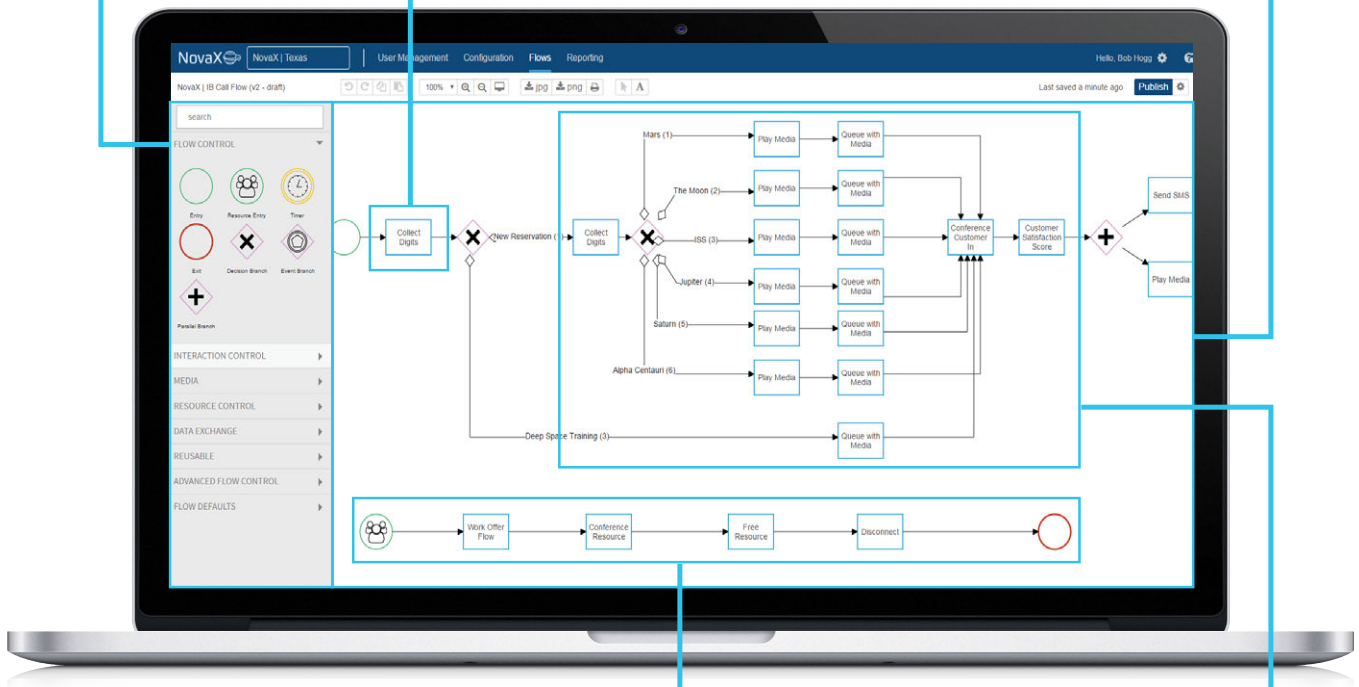 NovaX
NovaX | Texas
User Management Configuration Flows Reporting
Hello, Bob Hogg
NovaX | IB Call Flow (v2 - draft)
100%
jpg
png
A
Last saved a minute ago
Publish
search
FLOW CONTROL
Entry
Resource Entry
Timer
Exit
Decision Branch
Event Branch
Parallel Branch
INTERACTION CONTROL
MEDIA
RESOURCE CONTROL
DATA EXCHANGE
REUSABLE
ADVANCED FLOW CONTROL
FLOW DEFAULTS
Collect
Digits
New Reservation (1)
Collect
Digits
Mars (1)
Play Media
Queue with
Media
The Moon (2)
Play Media
Queue with
Media
ISS (3)
Play Media
Queue with
Media
Jupiter (4)
Play Media
Queue with
Media
Saturn (5)
Play Media
Queue with
Media
Alpha Centauri (6)
Play Media
Queue with
Media
Deep Space Training (3)
Queue with
Media
Conference
Customer
In
Customer
Satisfaction
Score
Send SMS
Play Media
Work Offer
Flow
Conference
Resource
Free
Resource
Disconnect